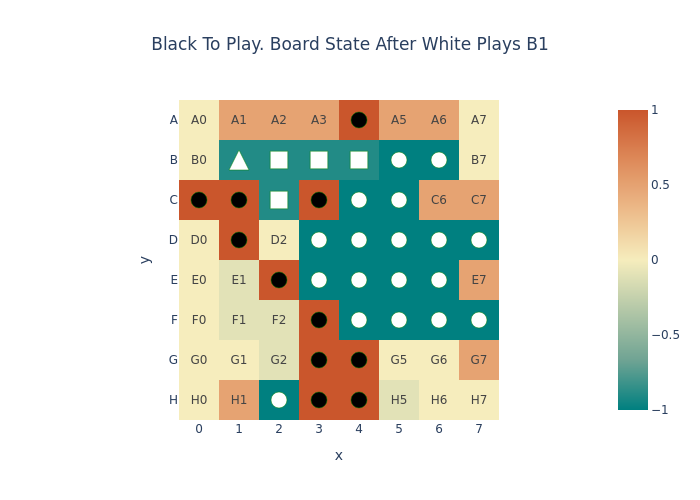 Black To Play. Board State After White Plays B1
A A0 A1 A2 A3 A5 A6 A7
B B0 B7
C C6 C7
D D0 D2
E E0 E1 E7
F F0 F1 F2
G G0 G1 G2 G5 G6 G7
H H0 H1 H5 H6 H7
0 1 2 3 4 5 6 7
x
y
1
0.5
0
−0.5
−1